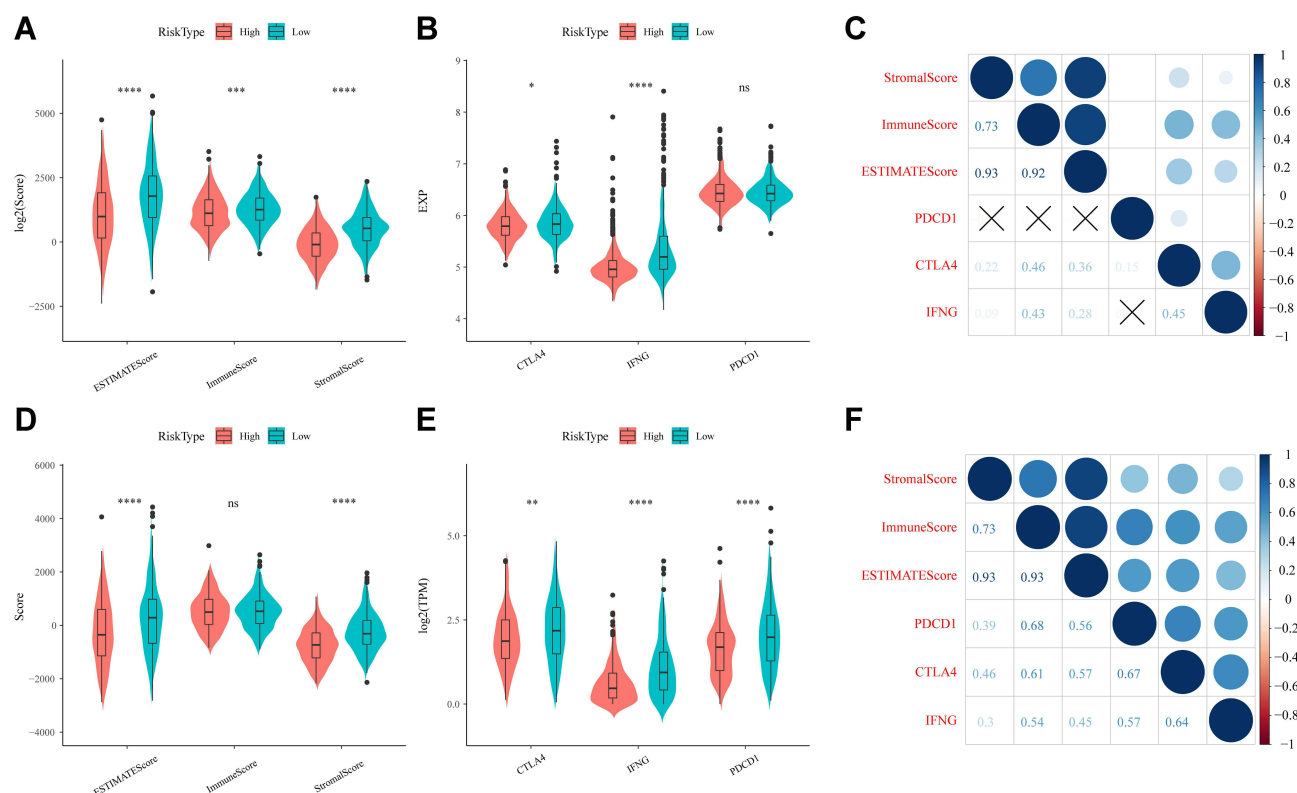 A
RiskType High Low
log2(Score)
5000
2500
0
−2500
**** *** ****
ESTIMATEScore ImmuneScore StromalScore
B
RiskType High Low
EXP
9
8
7
6
5
4
* **** ns
CTLA4 IFNG PDCD1
C
StromalScore
ImmuneScore 0.73
ESTIMATEScore 0.93 0.92
PDCD1
CTLA4 0.22 0.46 0.36 0.15
IFNG 0.09 0.43 0.28 0.45
1
0.8
0.6
0.4
0.2
0
−0.2
−0.4
−0.6
−0.8
−1
D
RiskType High Low
Score
6000
4000
2000
0
−2000
−4000
**** ns ****
ESTIMATEScore ImmuneScore StromalScore
E
RiskType High Low
log2(TPM)
5.0
2.5
0.0
** **** ****
CTLA4 IFNG PDCD1
F
StromalScore
ImmuneScore 0.73
ESTIMATEScore 0.93 0.93
PDCD1 0.39 0.68 0.56
CTLA4 0.46 0.61 0.57 0.67
IFNG 0.3 0.54 0.45 0.57 0.64
1
0.8
0.6
0.4
0.2
0
−0.2
−0.4
−0.6
−0.8
−1